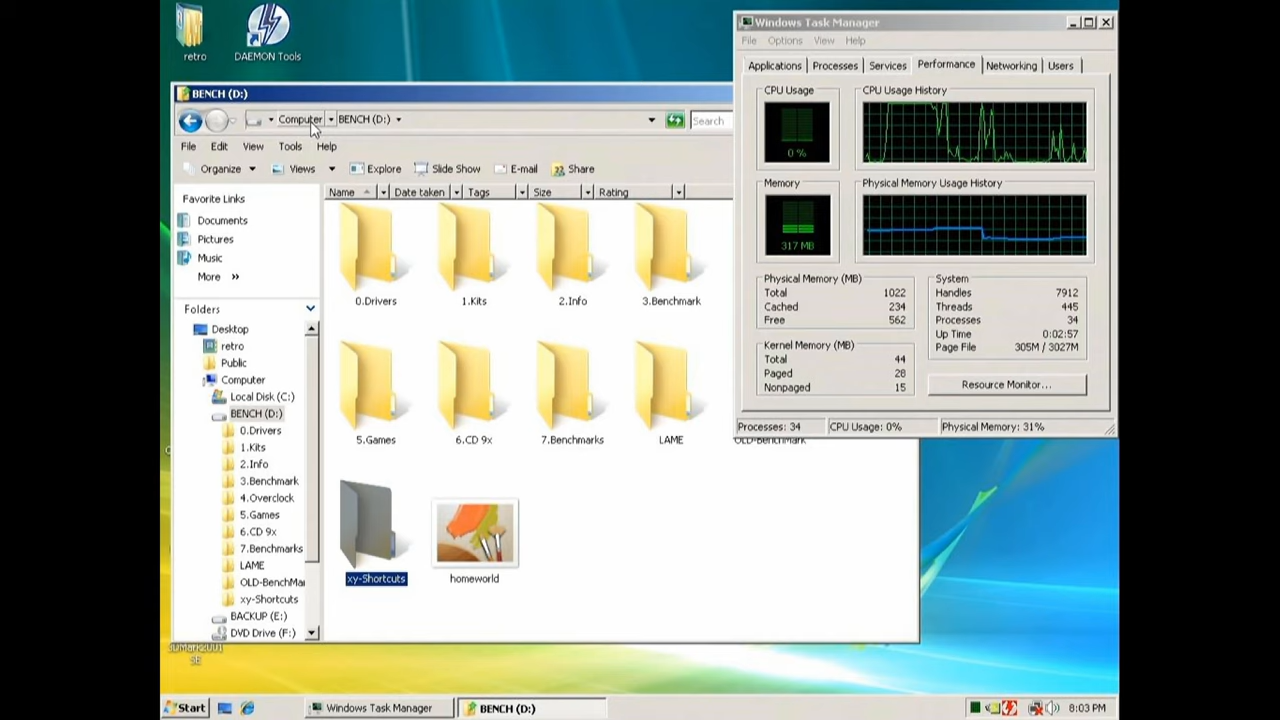 retro
DAEMON Tools
BENCH (D:)
Computer
BENCH (D:)
Search
File Edit View Tools Help
Organize Views Explore Slide Show E-mail Share
Favorite Links
Documents
Pictures
Music
More »
Folders
Desktop
retro
Public
Computer
Local Disk (C:)
BENCH (D:)
0.Drivers
1.Kits
2.Info
3.Benchmark
4.Overclock
5.Games
6.CD 9x
7.Benchmarks
LAME
OLD-BenchMar
xy-Shortcuts
BACKUP (E:)
DVD Drive (F:)
Name Date taken Tags Size Rating
0.Drivers 1.Kits 2.Info 3.Benchmark
5.Games 6.CD 9x 7.Benchmarks LAME OLD-BenchMark
xy-Shortcuts homeworld
3DMark2001
SE
Windows Task Manager
File Options View Help
Applications Processes Services Performance Networking Users
CPU Usage CPU Usage History
0 %
Memory Physical Memory Usage History
317 MB
Physical Memory (MB)
Total 1022
Cached 234
Free 562
Kernel Memory (MB)
Total 44
Paged 28
Nonpaged 15
System
Handles 7912
Threads 445
Processes 34
Up Time 0:02:57
Page File 305M / 3027M
Resource Monitor...
Processes: 34 CPU Usage: 0% Physical Memory: 31%
Start Windows Task Manager BENCH (D:) 8:03 PM